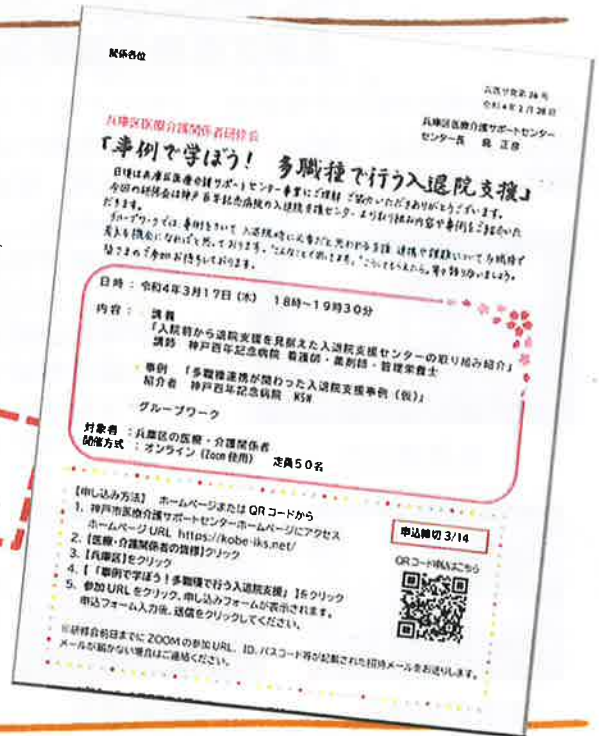 関係各位
兵医サ発第26号
令和4年2月28日
兵庫区医療介護サポートセンター
センター長 良 正彦
兵庫区医療介護関係者研修会
「事例で学ぼう! 多職種で行う入退院支援」
日頃は兵庫区医療介護サポートセンター事業にご理解 ご協力いただきありがとうございます。
今回の研修会は神戸百年記念病院の入退院支援センターより取り組み内容や事例をご紹介いた
だきます。
グループワークでは、事例をきいて 入退院時に必要だと思われる支援 連携や課題について多職種で
考える機会になればと思っております。
皆さまのご参加お待ちしております。
日時: 令和4年3月17日(木) 18時~19時30分
内容: 講義
「入院前から退院支援を見据えた入退院支援センターの取り組み紹介」
講師 神戸百年記念病院 看護師・薬剤師・管理栄養士
事例 「多職種連携が関わった入退院支援事例(仮)」
紹介者 神戸百年記念病院 MSW
グループワーク
対象者 :兵庫区の医療・介護関係者
開催方式 :オンライン(Zoom使用) 定員50名
【申し込み方法】 ホームページまたは QRコードから
1. 神戸市医療介護サポートセンターホームページにアクセス
ホームページURL https://kobe-iks.net/
2. 【医療・介護関係者の皆様】クリック
3. 【兵庫区】をクリック
4. 【「事例で学ぼう!多職種で行う入退院支援」】をクリック
5. 参加URLをクリック、申し込みフォームが表示されます。
申込フォーム入力後、送信をクリックしてください。
申込締切 3/14
QRコード申込はこちら
※研修会前日までにZOOMの参加URL、ID、パスコード等が記載された招待メールをお送りします。
メールが届かない場合はご連絡ください。